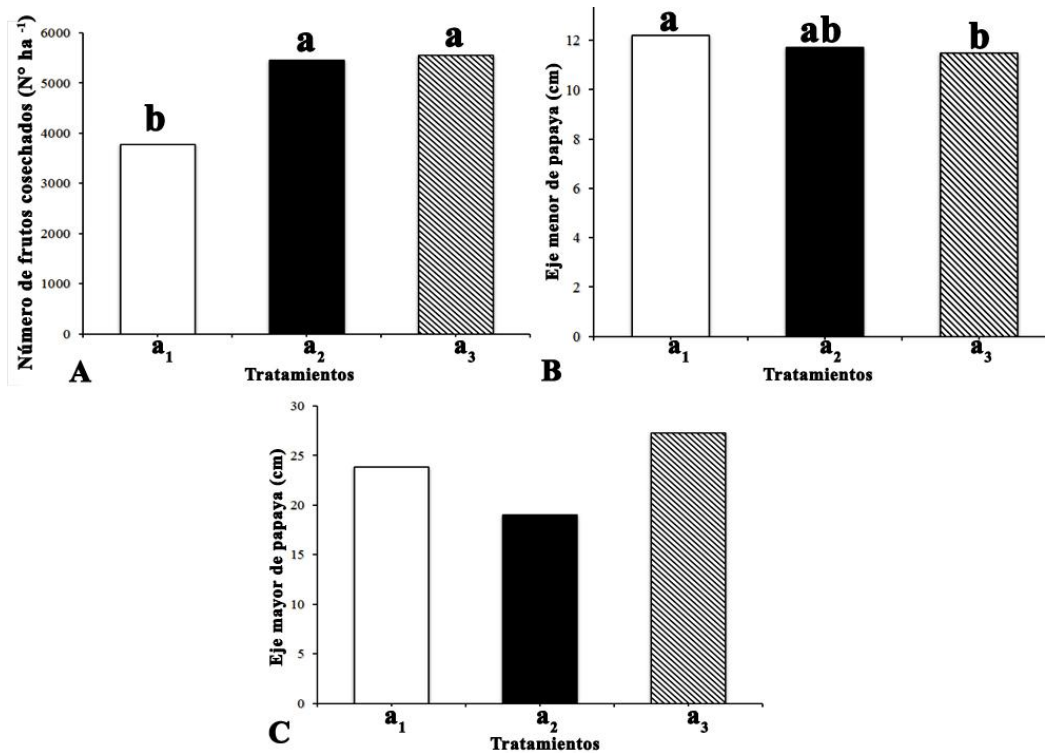 Número de frutos cosechados (N° ha ⁻¹)
6000
5000
4000
3000
2000
1000
0
b
a
a
a₁
a₂
a₃
A
Tratamientos
Eje menor de papaya (cm)
12
10
8
6
4
2
0
a
ab
b
a₁
a₂
a₃
B
Tratamientos
Eje mayor de papaya (cm)
30
25
20
15
10
5
0
a₁
a₂
a₃
C
Tratamientos